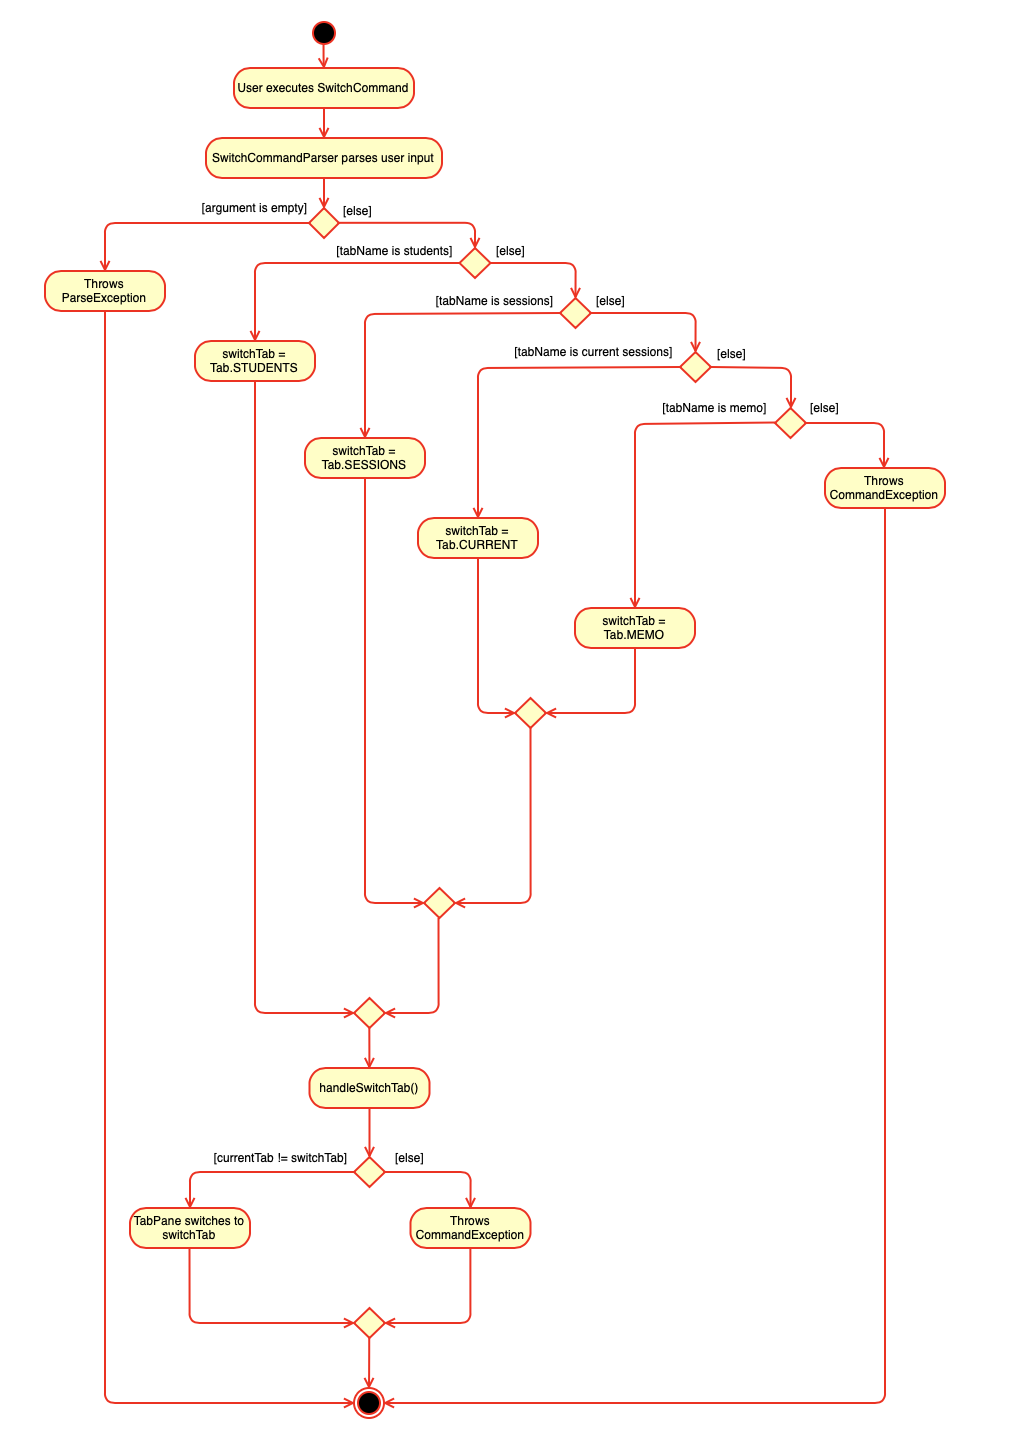 User executes SwitchCommand
SwitchCommandParser parses user input
[argument is empty]
[else]
[tabName is students]
[else]
Throws
ParseException
[tabName is sessions]
[else]
switchTab =
Tab.STUDENTS
[tabName is current sessions]
[else]
[tabName is memo]
[else]
switchTab =
Tab.SESSIONS
Throws
CommandException
switchTab =
Tab.CURRENT
switchTab =
Tab.MEMO
handleSwitchTab()
[currentTab != switchTab]
[else]
TabPane switches to
switchTab
Throws
CommandException